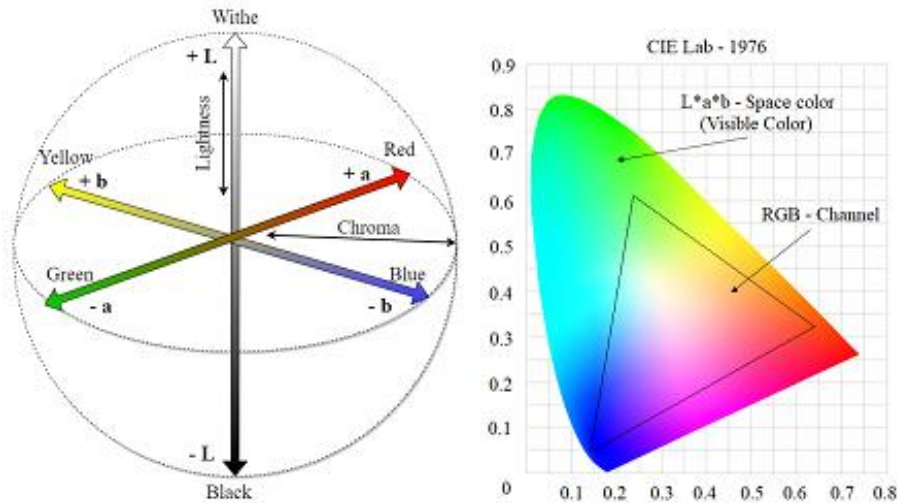 Withe
+ L
Lightness
Yellow
+ b
Red
+ a
Chroma
Green
- a
Blue
- b
- L
Black
CIE Lab - 1976
L*a*b - Space color
(Visible Color)
RGB - Channel
0.9
0.8
0.7
0.6
0.5
0.4
0.3
0.2
0.1
0
0.1 0.2 0.3 0.4 0.5 0.6 0.7 0.8